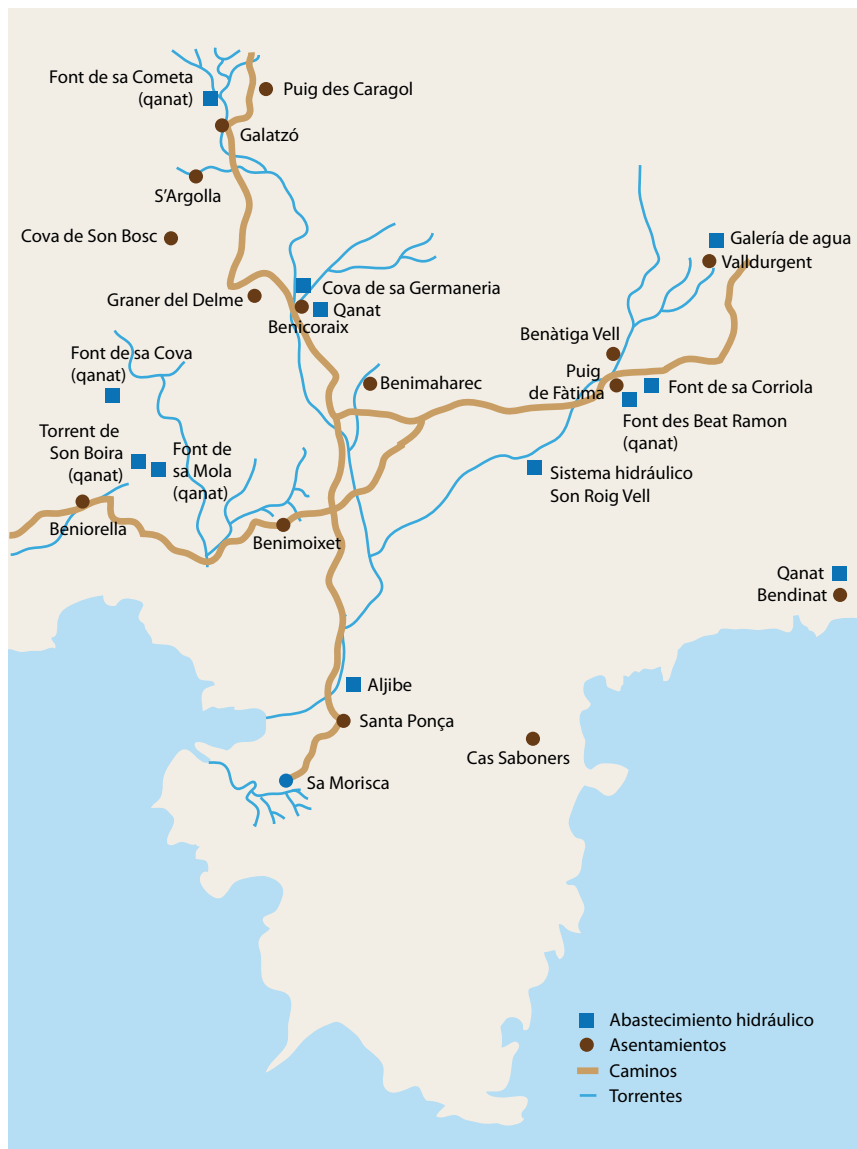 Font de sa Cometa
(qanat)
Puig des Caragol
Galatzó
S'Argolla
Cova de Son Bosc
Galería de agua
Valldurgent
Cova de sa Germaneria
Graner del Delme
Qanat
Benicoraix
Benàtiga Vell
Font de sa Cova
(qanat)
Puig
de Fàtima
Benimaharec
Font de sa Corriola
Font des Beat Ramon
(qanat)
Torrent de
Son Boira
(qanat)
Font de
sa Mola
(qanat)
Sistema hidráulico
Son Roig Vell
Beniorella
Benimoixet
Qanat
Bendinat
Aljibe
Santa Ponça
Cas Saboners
Sa Morisca
Abastecimiento hidráulico
Asentamientos
Caminos
Torrentes